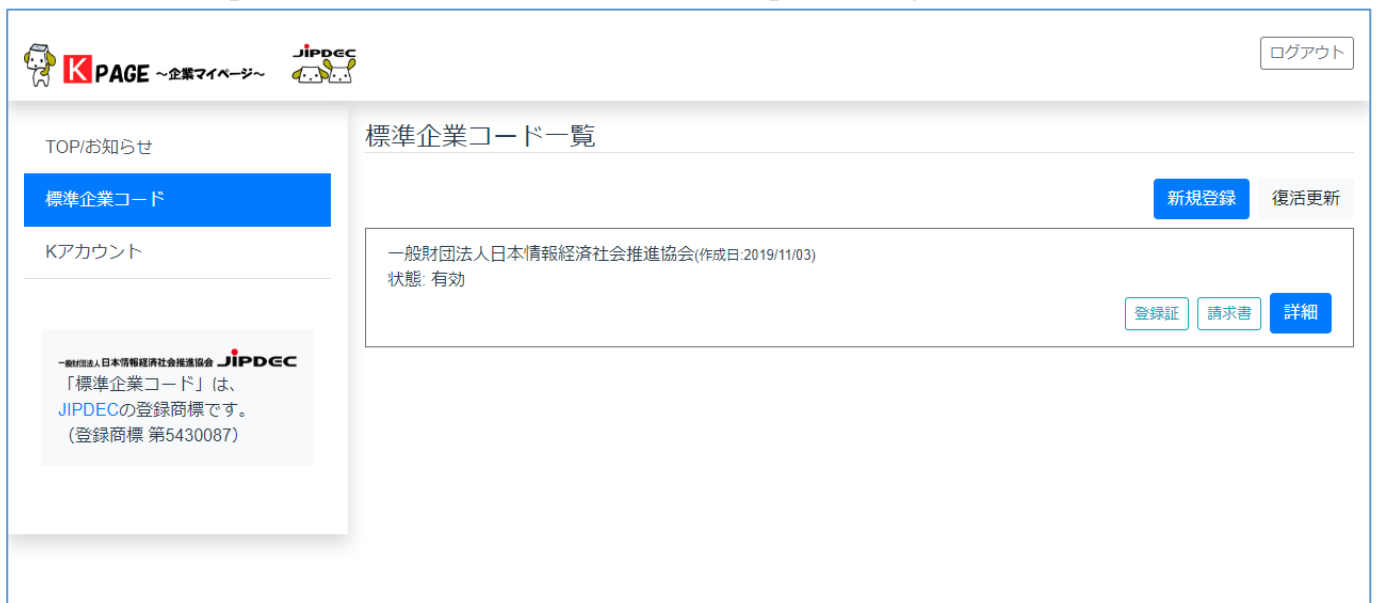 K PAGE ~企業マイページ~
JIPDEC
ログアウト
TOP/お知らせ
標準企業コード
Kアカウント
一般財団法人日本情報経済社会推進協会 JIPDEC
「標準企業コード」は、
JIPDECの登録商標です。
（登録商標 第5430087）
標準企業コード一覧
新規登録 復活更新
一般財団法人日本情報経済社会推進協会(作成日:2019/11/03)
状態: 有効
登録証 請求書 詳細